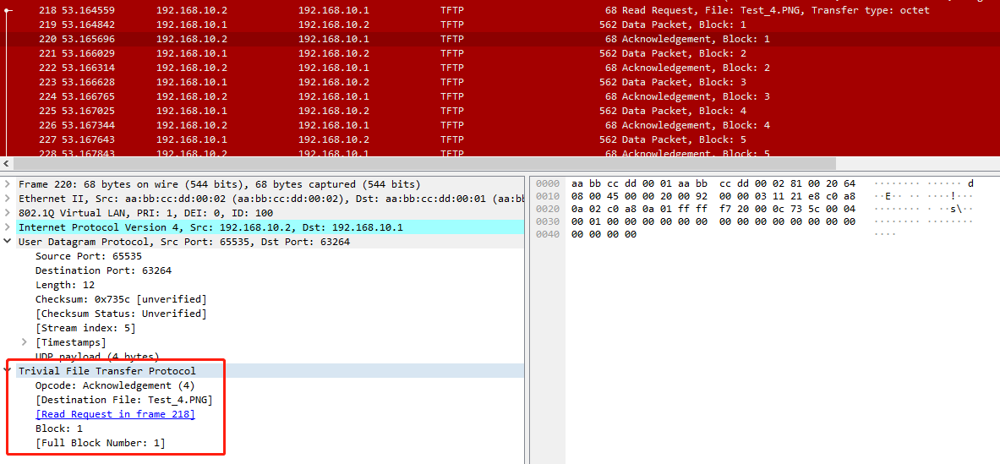 218 53.164559 192.168.10.2 192.168.10.1 TFTP 68 Read Request, File: Test_4.PNG, Transfer type: octet
219 53.164842 192.168.10.1 192.168.10.2 TFTP 562 Data Packet, Block: 1
220 53.165696 192.168.10.2 192.168.10.1 TFTP 68 Acknowledgement, Block: 1
221 53.166029 192.168.10.1 192.168.10.2 TFTP 562 Data Packet, Block: 2
222 53.166314 192.168.10.2 192.168.10.1 TFTP 68 Acknowledgement, Block: 2
223 53.166628 192.168.10.1 192.168.10.2 TFTP 562 Data Packet, Block: 3
224 53.166765 192.168.10.2 192.168.10.1 TFTP 68 Acknowledgement, Block: 3
225 53.167025 192.168.10.1 192.168.10.2 TFTP 562 Data Packet, Block: 4
226 53.167344 192.168.10.2 192.168.10.1 TFTP 68 Acknowledgement, Block: 4
227 53.167643 192.168.10.1 192.168.10.2 TFTP 562 Data Packet, Block: 5
228 53.167843 192.168.10.2 192.168.10.1 TFTP 68 Acknowledgement, Block: 5
Frame 220: 68 bytes on wire (544 bits), 68 bytes captured (544 bits)
Ethernet II, Src: aa:bb:cc:dd:00:02 (aa:bb:cc:dd:00:02), Dst: aa:bb:cc:dd:00:01 (aa:bb
802.1Q Virtual LAN, PRI: 1, DEI: 0, ID: 100
Internet Protocol Version 4, Src: 192.168.10.2, Dst: 192.168.10.1
User Datagram Protocol, Src Port: 65535, Dst Port: 63264
Source Port: 65535
Destination Port: 63264
Length: 12
Checksum: 0x735c [unverified]
[Checksum Status: Unverified]
[Stream index: 5]
[Timestamps]
UDP payload (4 bytes)
Trivial File Transfer Protocol
Opcode: Acknowledgement (4)
[Destination File: Test_4.PNG]
[Read Request in frame 218]
Block: 1
[Full Block Number: 1]
0000 aa bb cc dd 00 01 aa bb cc dd 00 02 81 00 20 64 ········ ······ d
0010 08 00 45 00 00 20 00 92 00 00 03 11 21 e8 c0 a8 ··E·· ·· ····!···
0020 0a 02 c0 a8 0a 01 ff ff f7 20 00 0c 73 5c 00 04 ········ · ··s\··
0030 00 01 00 00 00 00 00 00 00 00 00 00 00 00 00 00 ········ ········
0040 00 00 00 00 ····